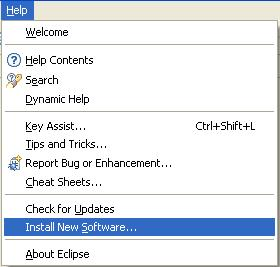 Help
Welcome
Help Contents
Search
Dynamic Help
Key Assist... Ctrl+Shift+L
Tips and Tricks...
Report Bug or Enhancement...
Cheat Sheets...
Check for Updates
Install New Software...
About Eclipse